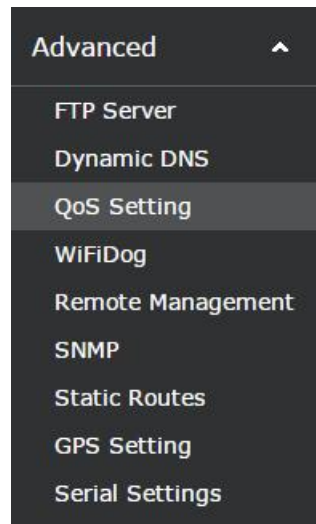 Advanced
FTP Server
Dynamic DNS
QoS Setting
WiFiDog
Remote Management
SNMP
Static Routes
GPS Setting
Serial Settings